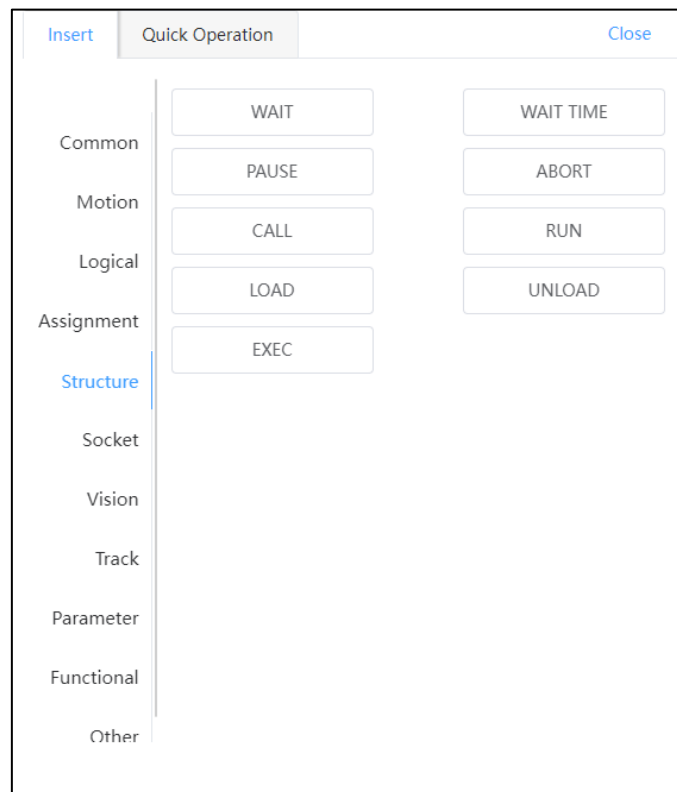 Insert
Quick Operation
Close
Common
Motion
Logical
Assignment
Structure
Socket
Vision
Track
Parameter
Functional
Other
WAIT
WAIT TIME
PAUSE
ABORT
CALL
RUN
LOAD
UNLOAD
EXEC